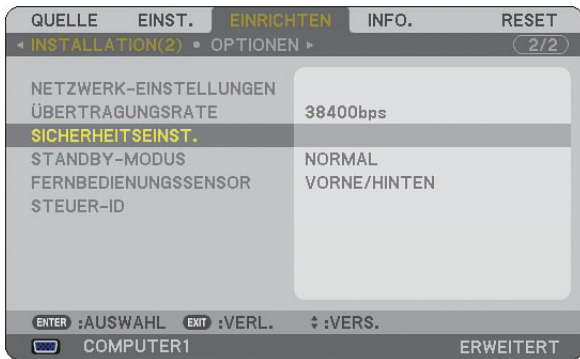 QUELLE EINST. EINRICHTEN INFO. RESET
INSTALLATION(2) • OPTIONEN 2/2
NETZWERK-EINSTELLUNGEN
ÜBERTRAGUNGSRATE 38400bps
SICHERHEITSEINST.
STANDBY-MODUS NORMAL
FERNBEDIENUNGSSENSOR VORNE/HINTEN
STEUER-ID
ENTER :AUSWAHL EXIT :VERL. :VERS.
COMPUTER1 ERWEITERT